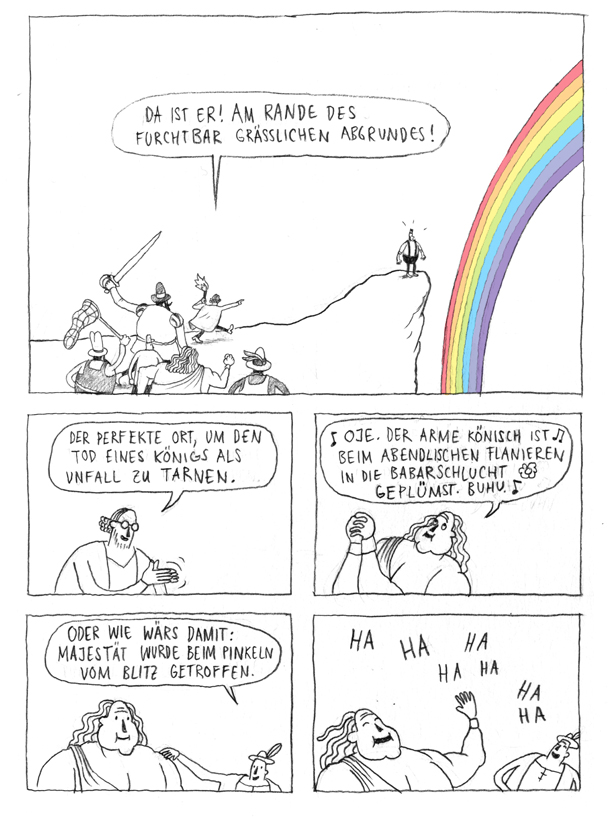 DA IST ER! AM RANDE DES
FURCHTBAR GRÄSSLICHEN ABGRUNDES!
DER PERFEKTE ORT, UM DEN
TOD EINES KÖNIGS ALS
UNFALL ZU TARNEN.
OJE. DER ARME KÖNISCH IST
BEIM ABENDLISCHEN FLANIEREN
IN DIE BABARSCHLUCHT
GEPLÜMST. BUHU.
ODER WIE WÄRS DAMIT:
MAJESTÄT WURDE BEIM PINKELN
VOM BLITZ GETROFFEN.
HA HA HA
HA HA
HA
HA